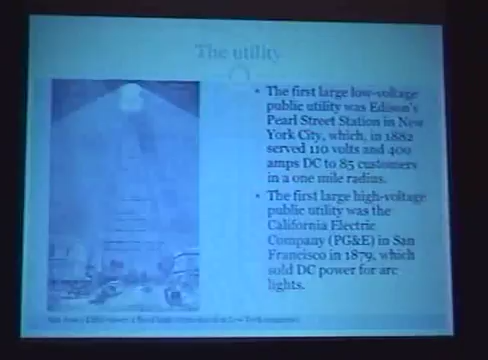 The utility
• The first large low-voltage
public utility was Edison's
Pearl Street Station in New
York City, which, in 1882
served 110 volts and 400
amps DC to 85 customers
in a one mile radius.
• The first large high-voltage
public utility was the
California Electric
Company (PG&E) in San
Francisco in 1879, which
sold DC power for arc
lights.